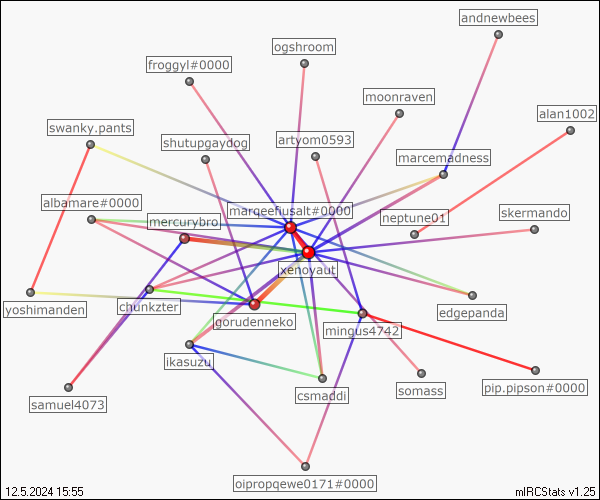 andnewbees
ogshroom
froggyl#0000
moonraven
alan1002
swanky.pants
shutupgaydog
artyom0593
marcemadness
albamare#0000
marqeefusalt#0000
mercurybro
neptune01
skermando
xenoyaut
yoshimanden
chunkzter
edgepanda
gorudenneko
mingus4742
ikasuzu
somass
pip.pipson#0000
csmaddi
samuel4073
oipropqewe0171#0000
12.5.2024 15:55
mIRCStats v1.25